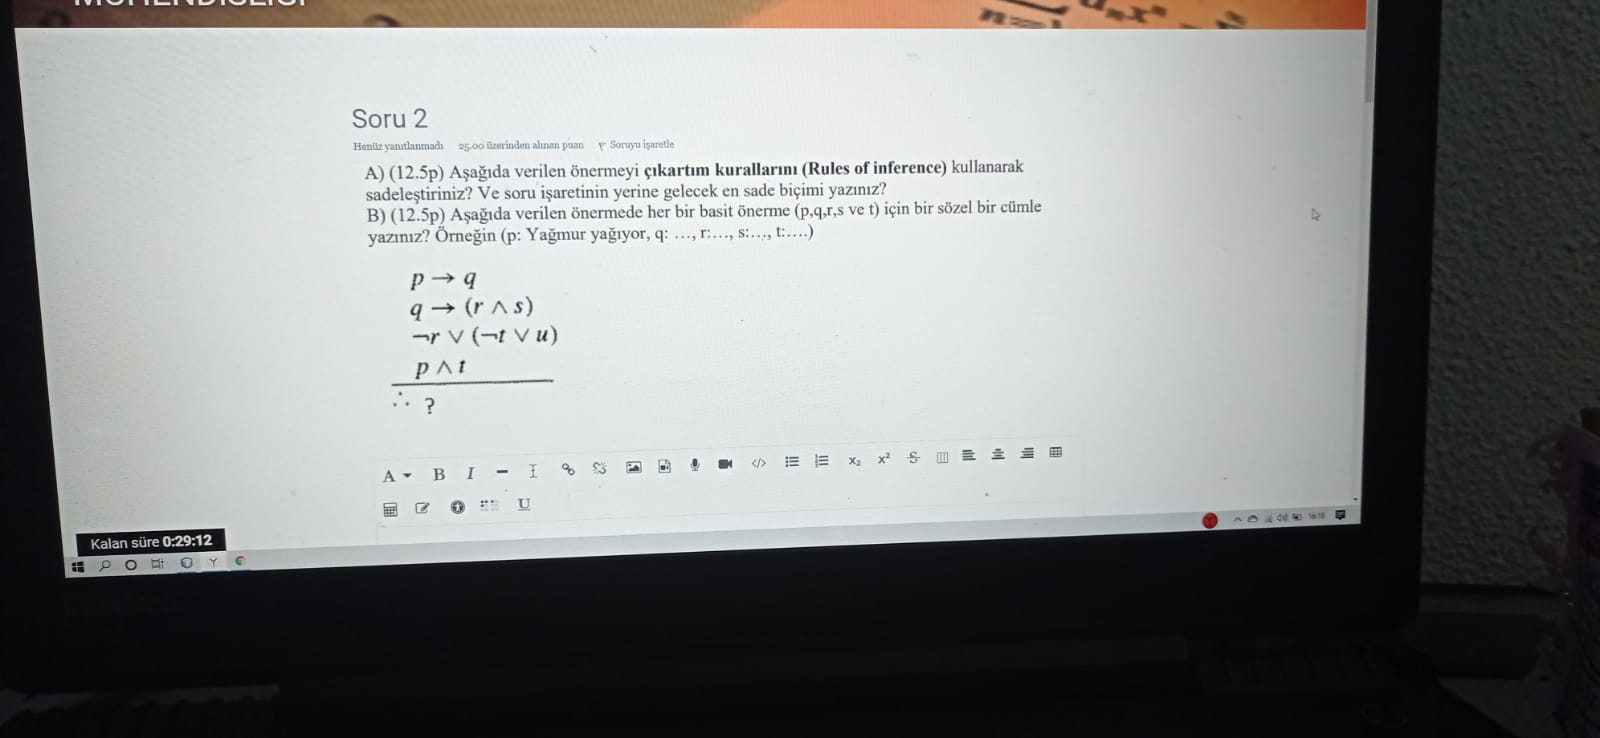 Soru 2
Henüz yanıtlanmadı 25.00 üzerinden alınan puan Soruyu işaretle
A) (12.5p) Aşağıda verilen önermeyi çıkartım kurallarını (Rules of inference) kullanarak
sadeleştiriniz? Ve soru işaretinin yerine gelecek en sade biçimi yazınız?
B) (12.5p) Aşağıda verilen önermede her bir basit önerme (p,q,r,s ve t) için bir sözel bir cümle
yazınız? Örneğin (p: Yağmur yağıyor, q: …, r:…, s:…, t:….)
p → q
q → (r ∧ s)
¬r ∨ (¬t ∨ u)
p ∧ t
∴ ?
A B I
</> x₂ x² S
U
Kalan süre 0:29:12